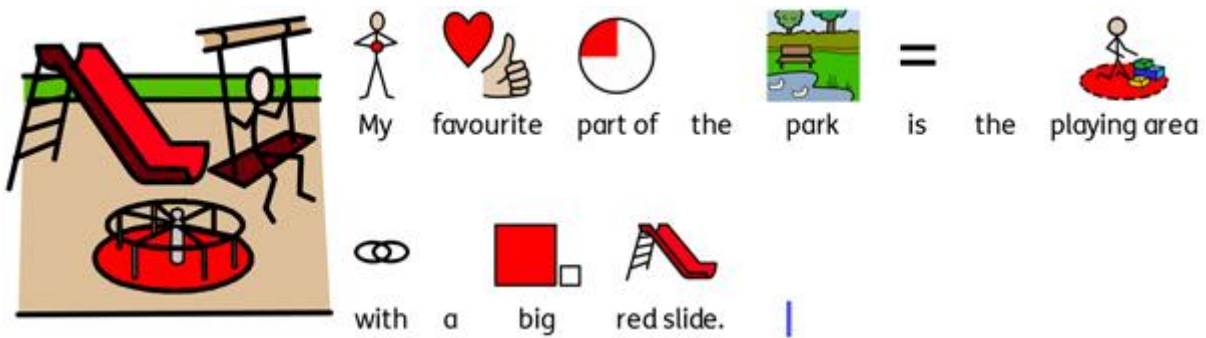 My favourite part of the park is the playing area
with a big red slide.